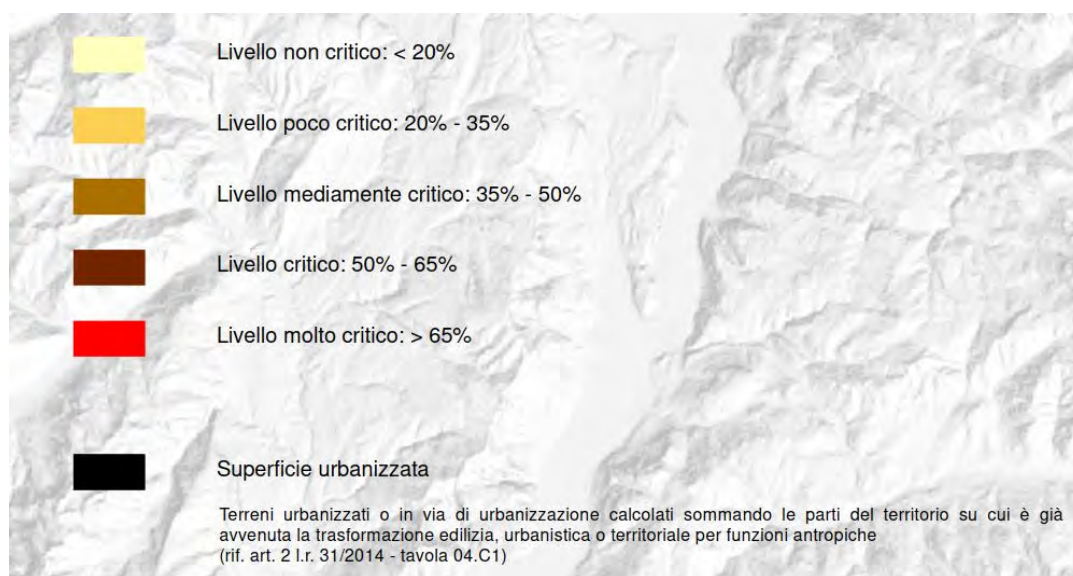 Livello non critico: < 20%
Livello poco critico: 20% - 35%
Livello mediamente critico: 35% - 50%
Livello critico: 50% - 65%
Livello molto critico: > 65%
Superficie urbanizzata
Terreni urbanizzati o in via di urbanizzazione calcolati sommando le parti del territorio su cui è già
avvenuta la trasformazione edilizia, urbanistica o territoriale per funzioni antropiche
(rif. art. 2 l.r. 31/2014 - tavola 04.C1)